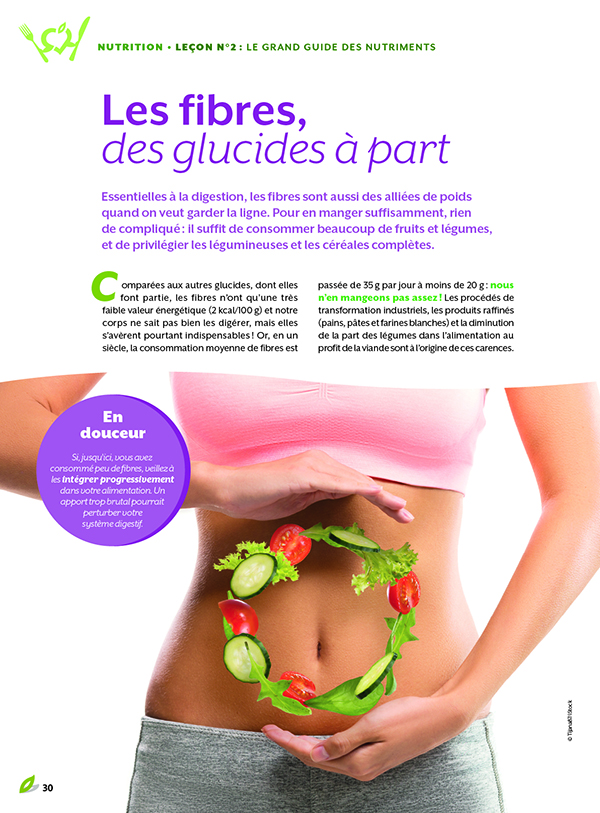 NUTRITION • LEÇON N°2 : LE GRAND GUIDE DES NUTRIMENTS
Les fibres,
des glucides à part
Essentielles à la digestion, les fibres sont aussi des alliées de poids
quand on veut garder la ligne. Pour en manger suffisamment, rien
de compliqué : il suffit de consommer beaucoup de fruits et légumes,
et de privilégier les légumineuses et les céréales complètes.
Comparées aux autres glucides, dont elles
font partie, les fibres n'ont qu'une très
faible valeur énergétique (2 kcal/100 g) et notre
corps ne sait pas bien les digérer, mais elles
s'avèrent pourtant indispensables ! Or, en un
siècle, la consommation moyenne de fibres est
passée de 35 g par jour à moins de 20 g : nous
n'en mangeons pas assez ! Les procédés de
transformation industriels, les produits raffinés
(pains, pâtes et farines blanches) et la diminution
de la part des légumes dans l'alimentation au
profit de la viande sont à l'origine de ces carences.
En
douceur
Si, jusqu'ici, vous avez
consommé peu de fibres, veillez à
les intégrer progressivement
dans votre alimentation. Un
apport trop brutal pourrait
perturber votre
système digestif.
30